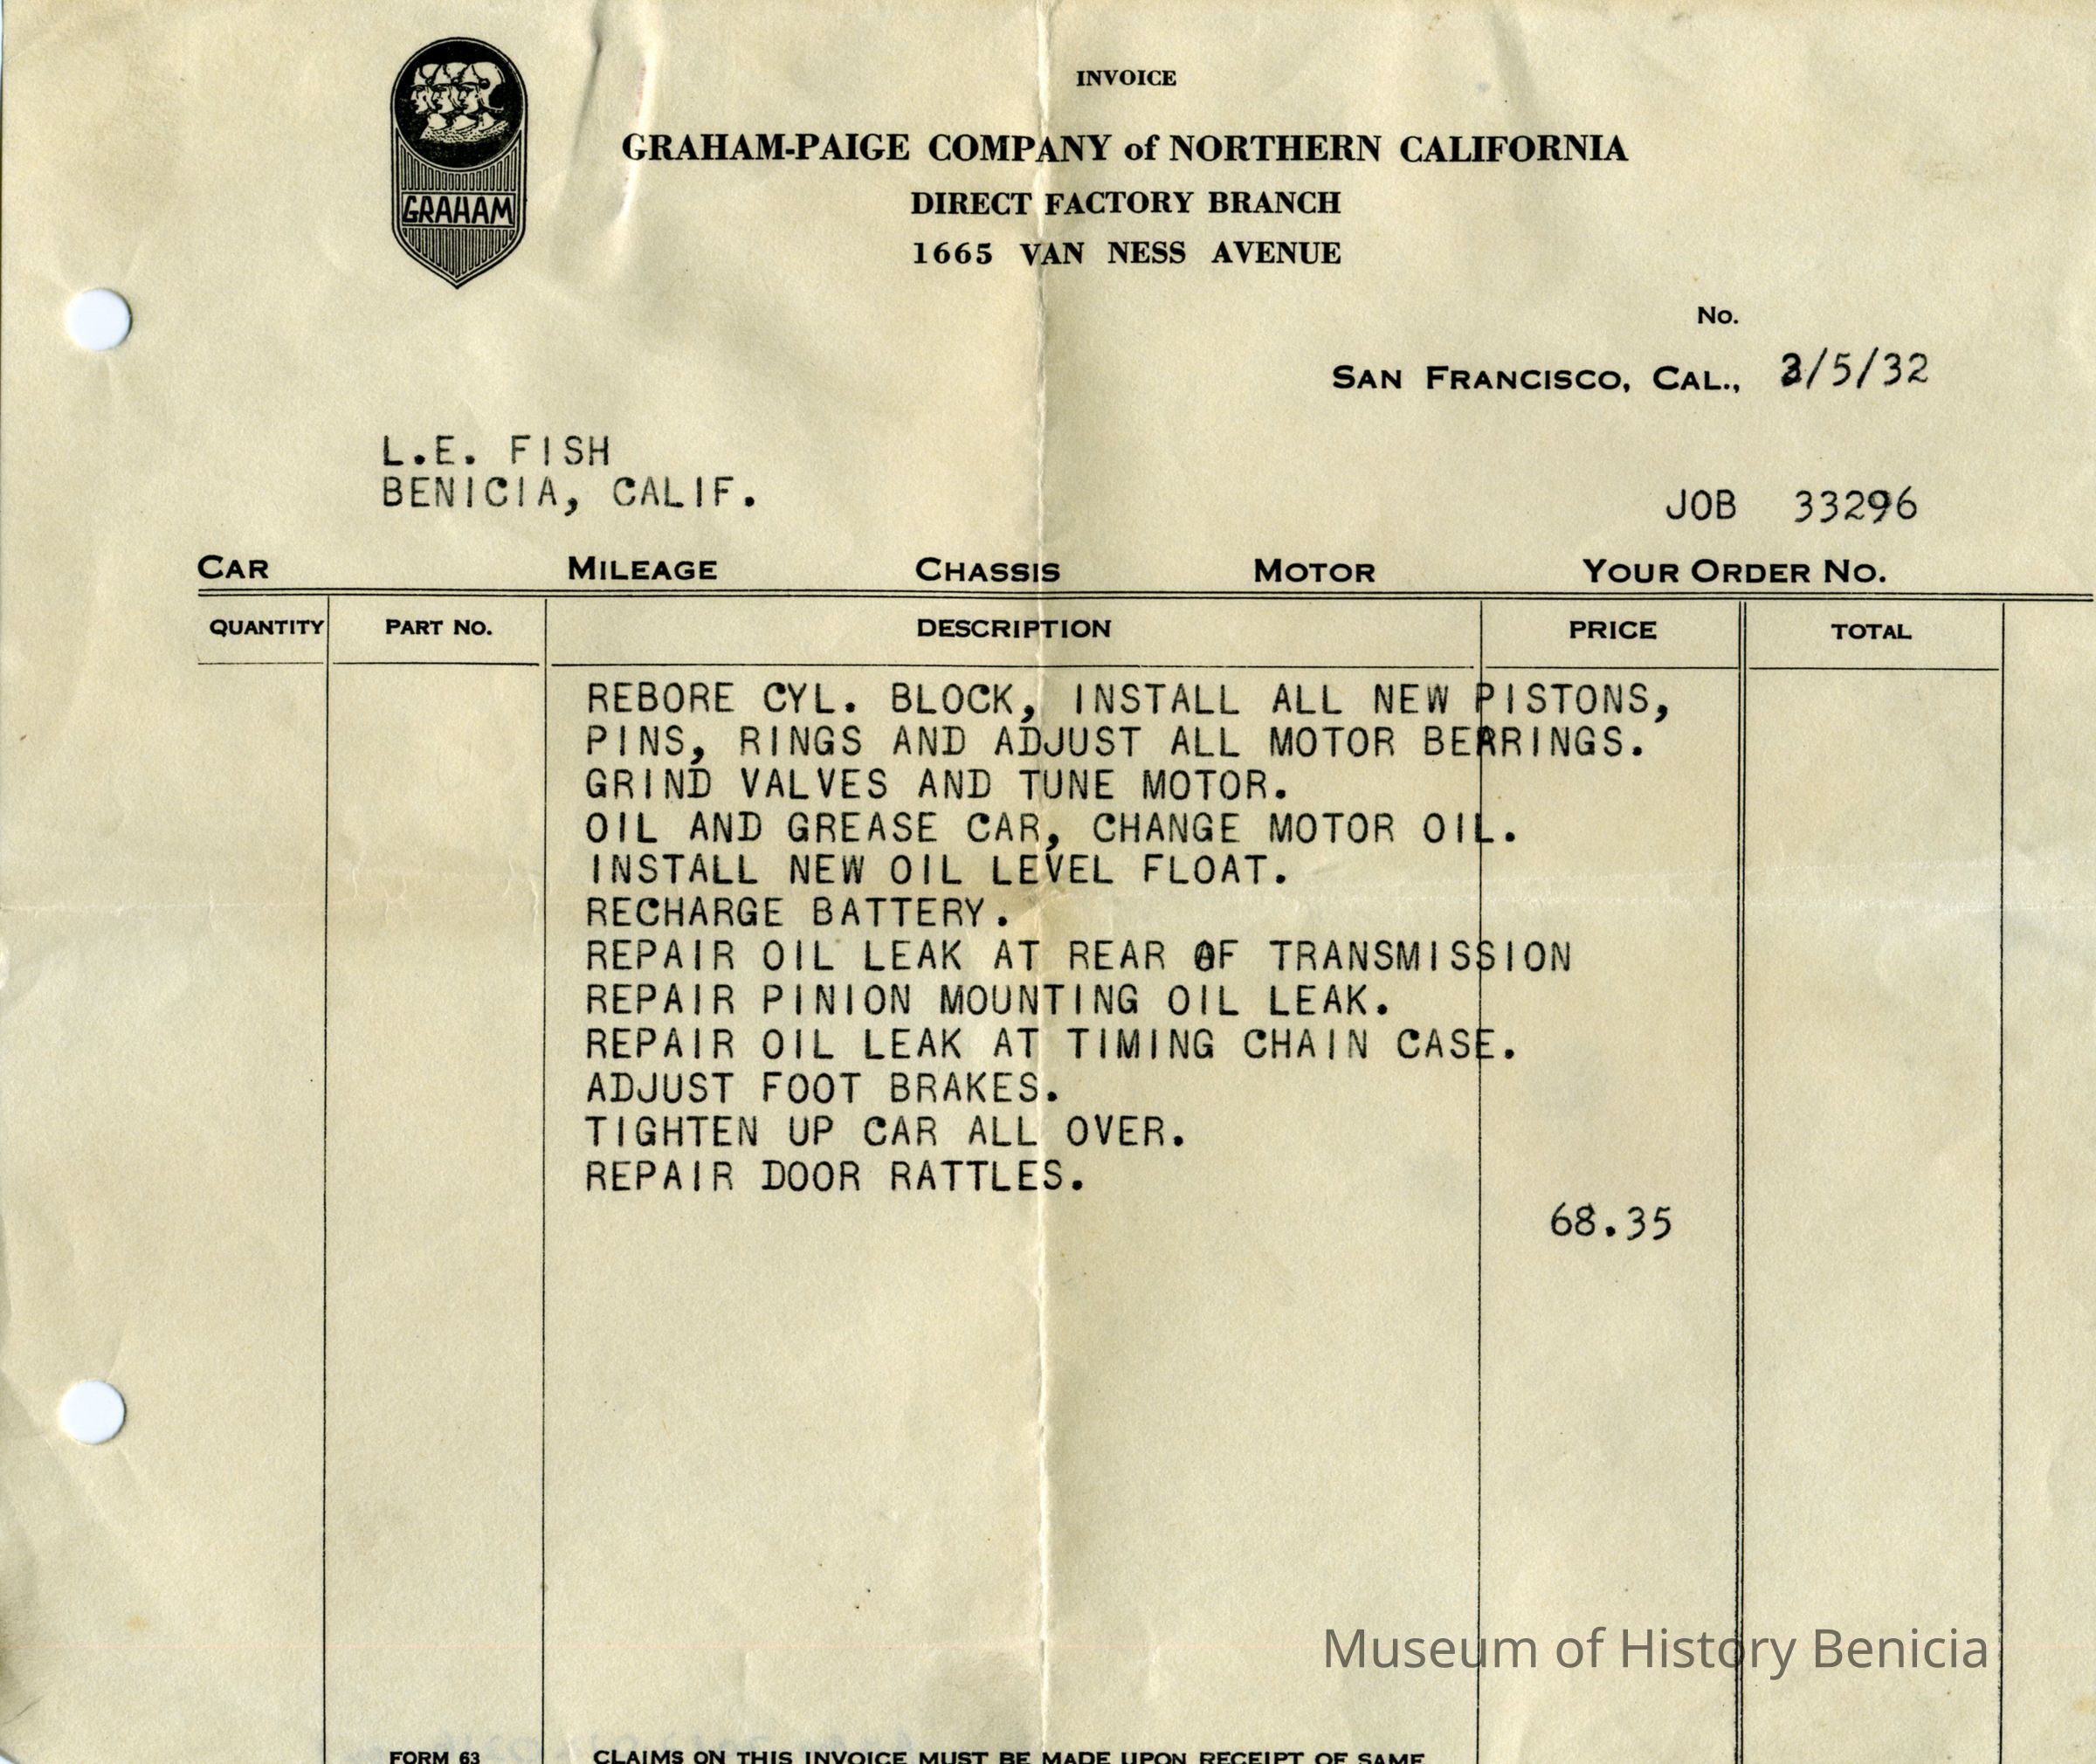 INVOICE
GRAHAM-PAIGE COMPANY of NORTHERN CALIFORNIA
DIRECT FACTORY BRANCH
1665 VAN NESS AVENUE
GRAHAM
No.
SAN FRANCISCO, CAL., 3/5/32
L.E. FISH
BENICIA, CALIF.
JOB 33296
CAR MILEAGE CHASSIS MOTOR YOUR ORDER NO.
QUANTITY PART NO. DESCRIPTION PRICE TOTAL
REBORE CYL. BLOCK, INSTALL ALL NEW PISTONS,
PINS, RINGS AND ADJUST ALL MOTOR BEARINGS.
GRIND VALVES AND TUNE MOTOR.
OIL AND GREASE CAR, CHANGE MOTOR OIL.
INSTALL NEW OIL LEVEL FLOAT.
RECHARGE BATTERY.
REPAIR OIL LEAK AT REAR OF TRANSMISSION
REPAIR PINION MOUNTING OIL LEAK.
REPAIR OIL LEAK AT TIMING CHAIN CASE.
ADJUST FOOT BRAKES.
TIGHTEN UP CAR ALL OVER.
REPAIR DOOR RATTLES.
68.35
Museum of History Benicia
FORM 63 CLAIMS ON THIS INVOICE MUST BE MADE UPON RECEIPT OF SAME